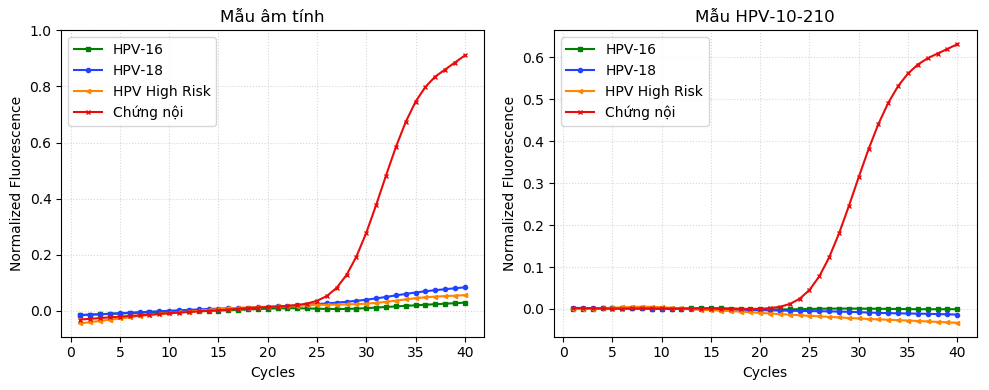 Mẫu âm tính
Normalized Fluorescence
1.0
0.8
0.6
0.4
0.2
0.0
HPV-16
HPV-18
HPV High Risk
Chứng nội
0 5 10 15 20 25 30 35 40
Cycles
Mẫu HPV-10-210
Normalized Fluorescence
0.6
0.5
0.4
0.3
0.2
0.1
0.0
HPV-16
HPV-18
HPV High Risk
Chứng nội
0 5 10 15 20 25 30 35 40
Cycles